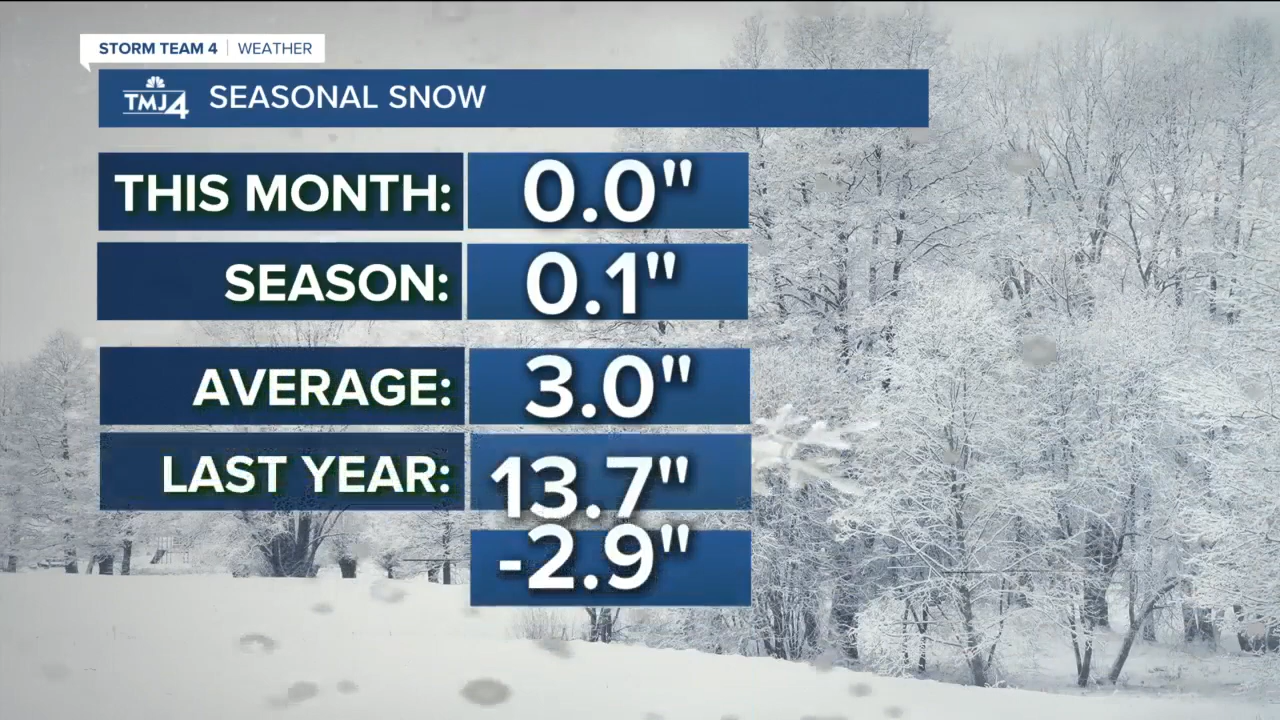 STORM TEAM 4 | WEATHER
TMJ4 SEASONAL SNOW
THIS MONTH: 0.0"
SEASON: 0.1"
AVERAGE: 3.0"
LAST YEAR: 13.7"
-2.9"